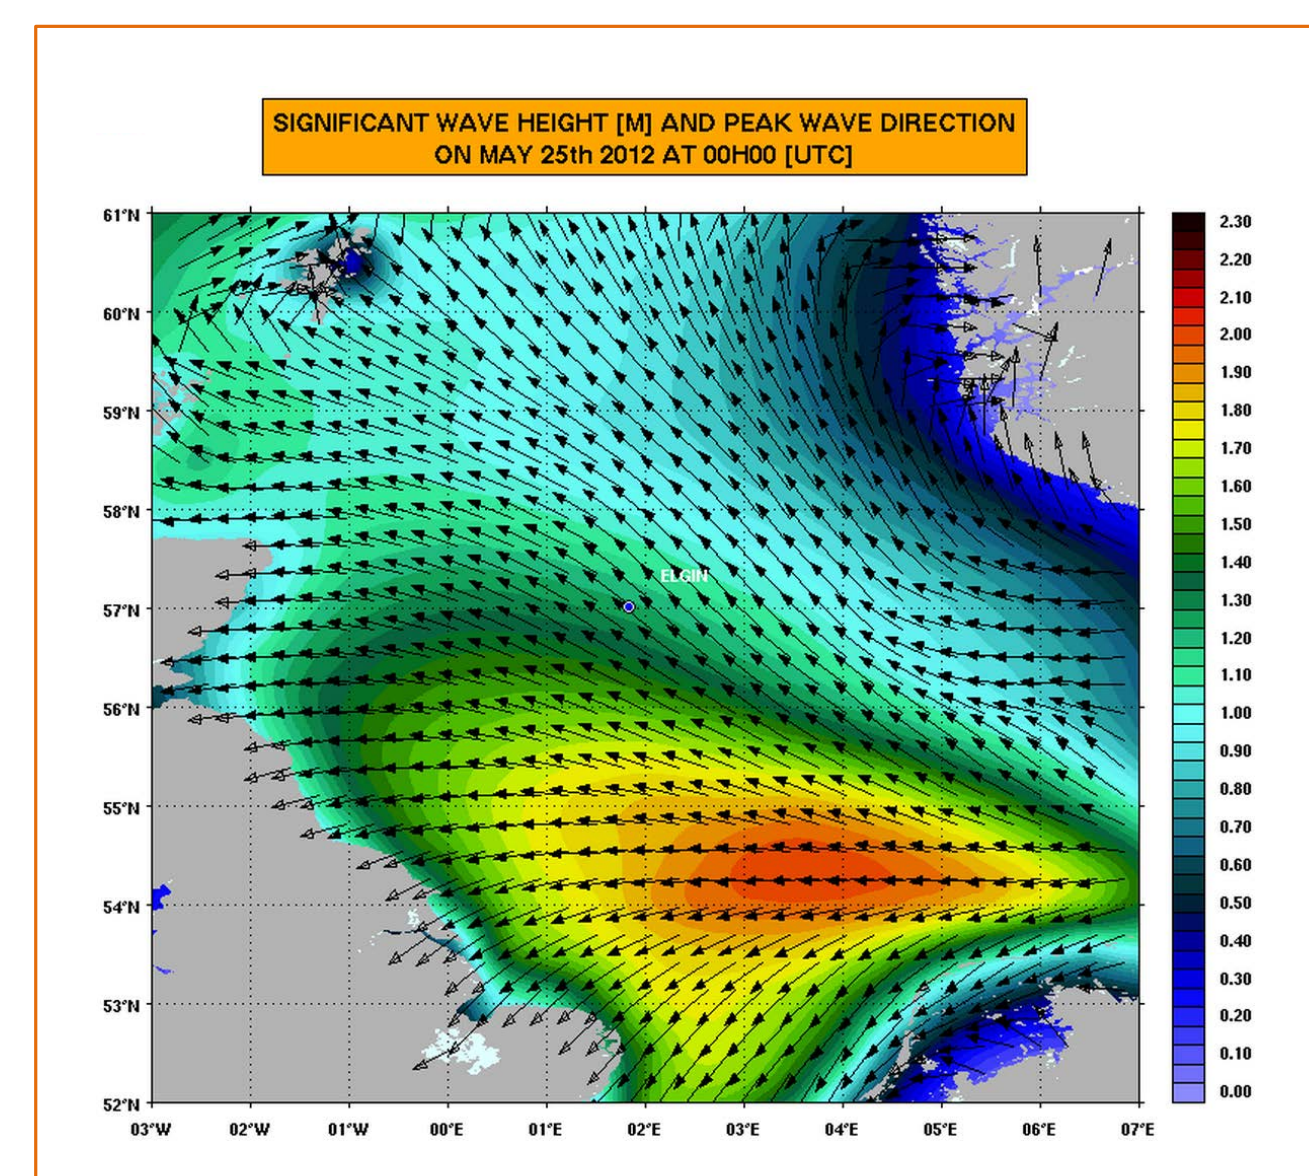 SIGNIFICANT WAVE HEIGHT [M] AND PEAK WAVE DIRECTION
ON MAY 25th 2012 AT 00H00 [UTC]
61°N
60°N
59°N
58°N
57°N
56°N
55°N
54°N
53°N
52°N
ELGIN
03°W 02°W 01°W 00°E 01°E 02°E 03°E 04°E 05°E 06°E 07°E
2.30
2.20
2.10
2.00
1.90
1.80
1.70
1.60
1.50
1.40
1.30
1.20
1.10
1.00
0.90
0.80
0.70
0.60
0.50
0.40
0.30
0.20
0.10
0.00